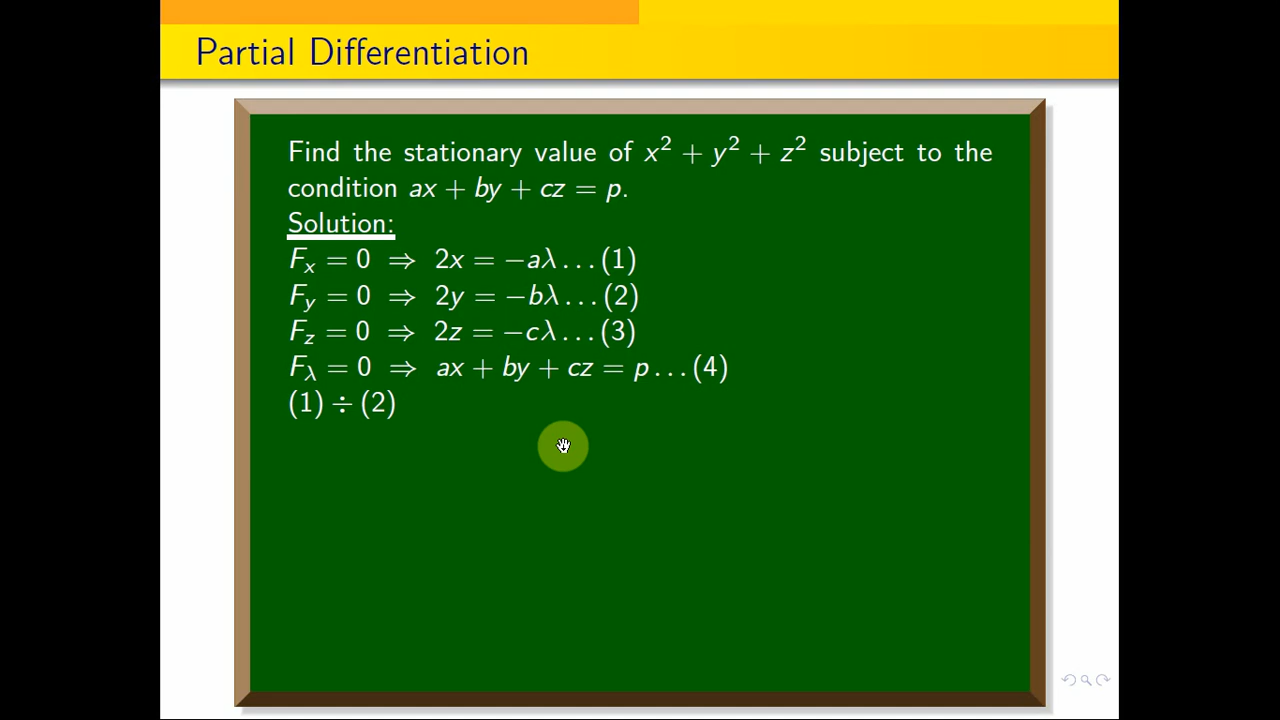 Partial Differentiation
Find the stationary value of x² + y² + z² subject to the
condition ax + by + cz = p.
Solution:
Fₓ = 0 ⇒ 2x = −aλ … (1)
F_y = 0 ⇒ 2y = −bλ … (2)
F_z = 0 ⇒ 2z = −cλ … (3)
F_λ = 0 ⇒ ax + by + cz = p … (4)
(1) ÷ (2)